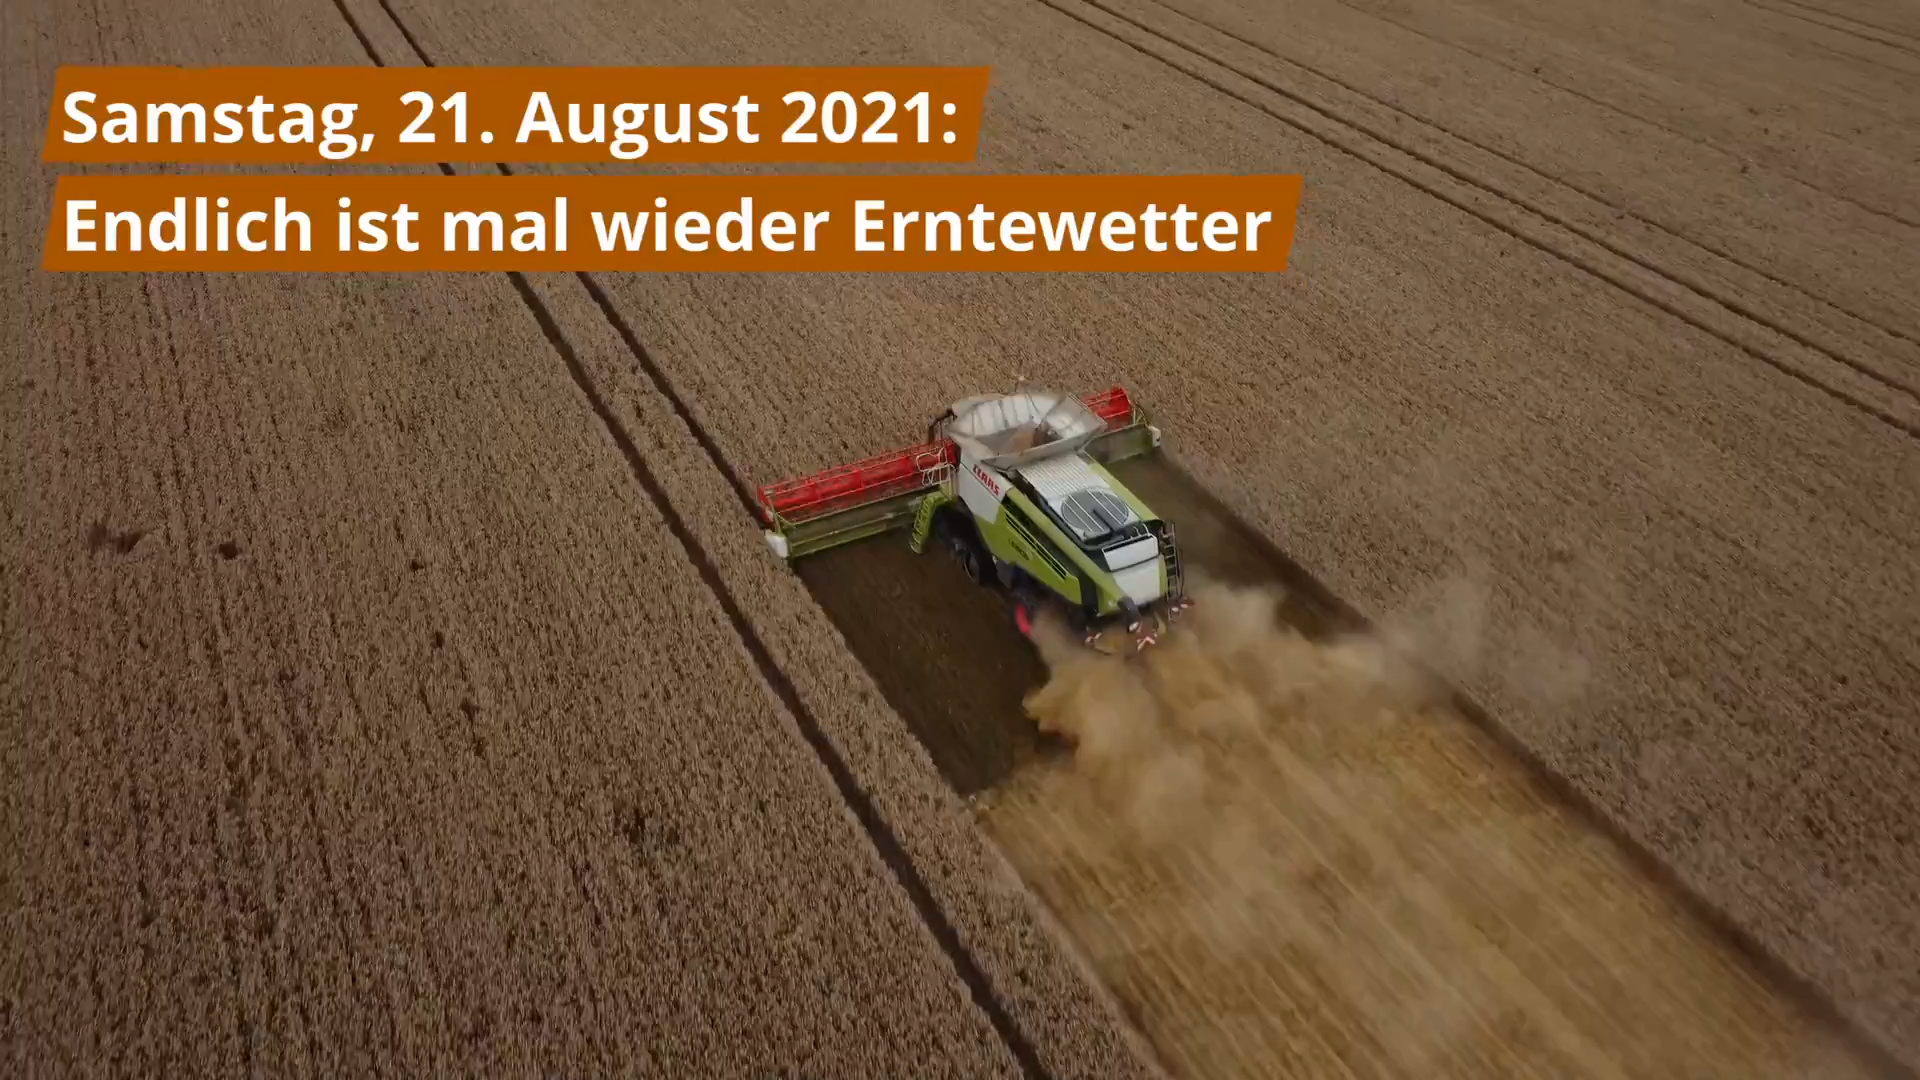 Samstag, 21. August 2021:
Endlich ist mal wieder Erntewetter
CLAAS